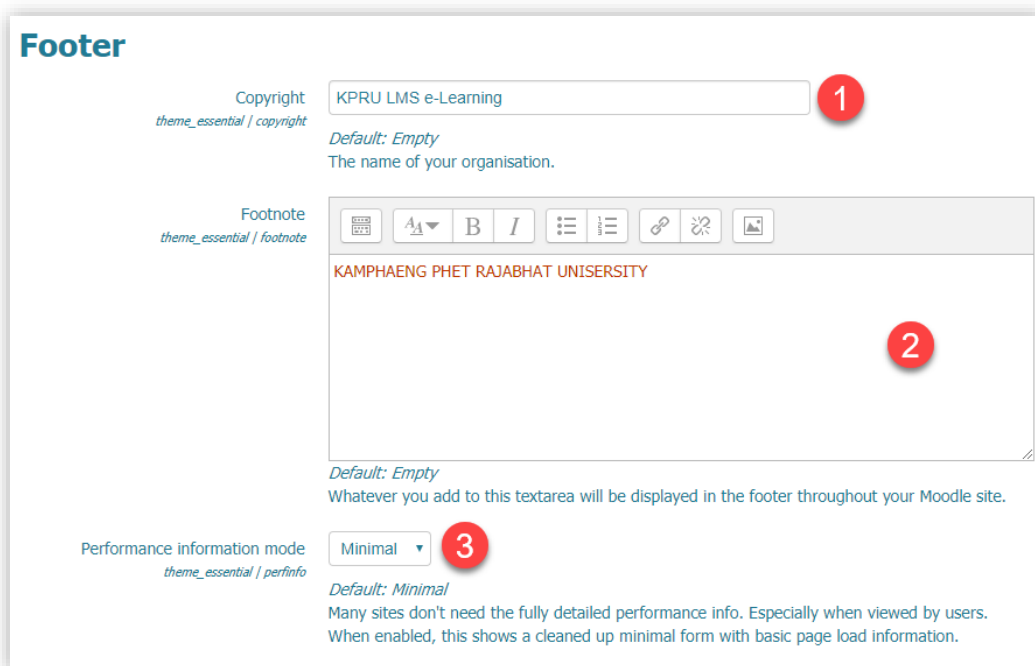 Footer
Copyright
theme_essential | copyright
KPRU LMS e-Learning
1
Default: Empty
The name of your organisation.
Footnote
theme_essential | footnote
KAMPHAENG PHET RAJABHAT UNISERSITY
2
Default: Empty
Whatever you add to this textarea will be displayed in the footer throughout your Moodle site.
Performance information mode
theme_essential | perfinfo
Minimal
3
Default: Minimal
Many sites don't need the fully detailed performance info. Especially when viewed by users.
When enabled, this shows a cleaned up minimal form with basic page load information.